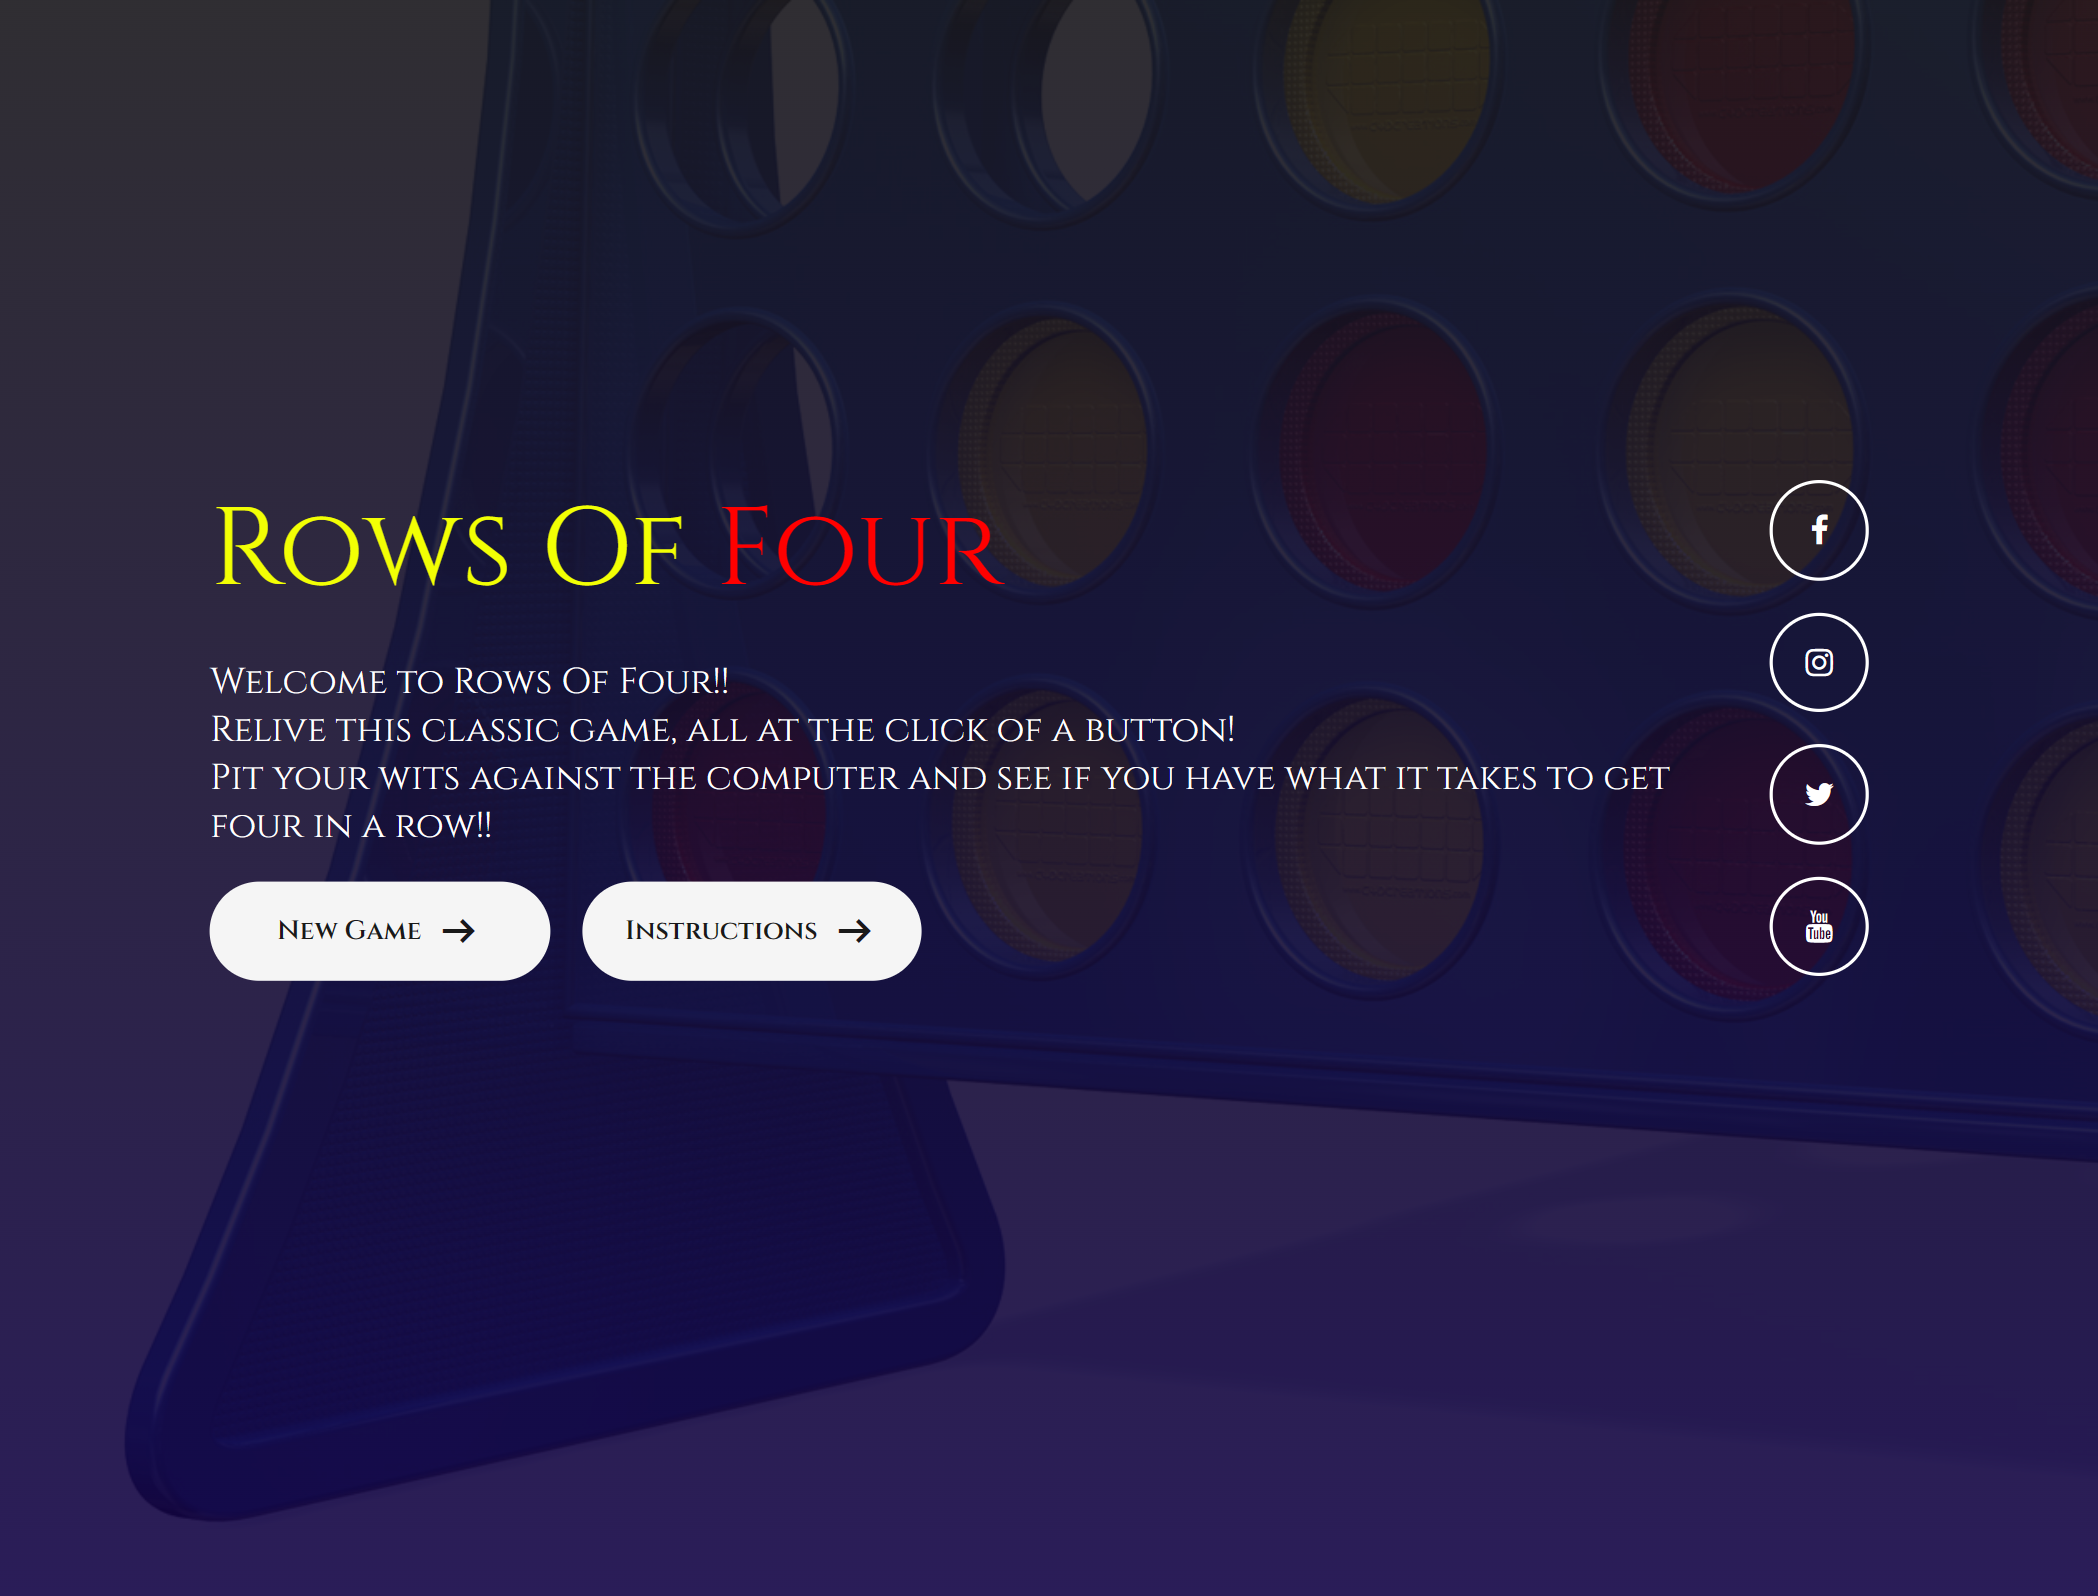 Rows Of Four
Welcome to Rows Of Four!!
Relive this classic game, all at the click of a button!
Pit your wits against the computer and see if you have what it takes to get
four in a row!!
New Game
Instructions
You
Tube